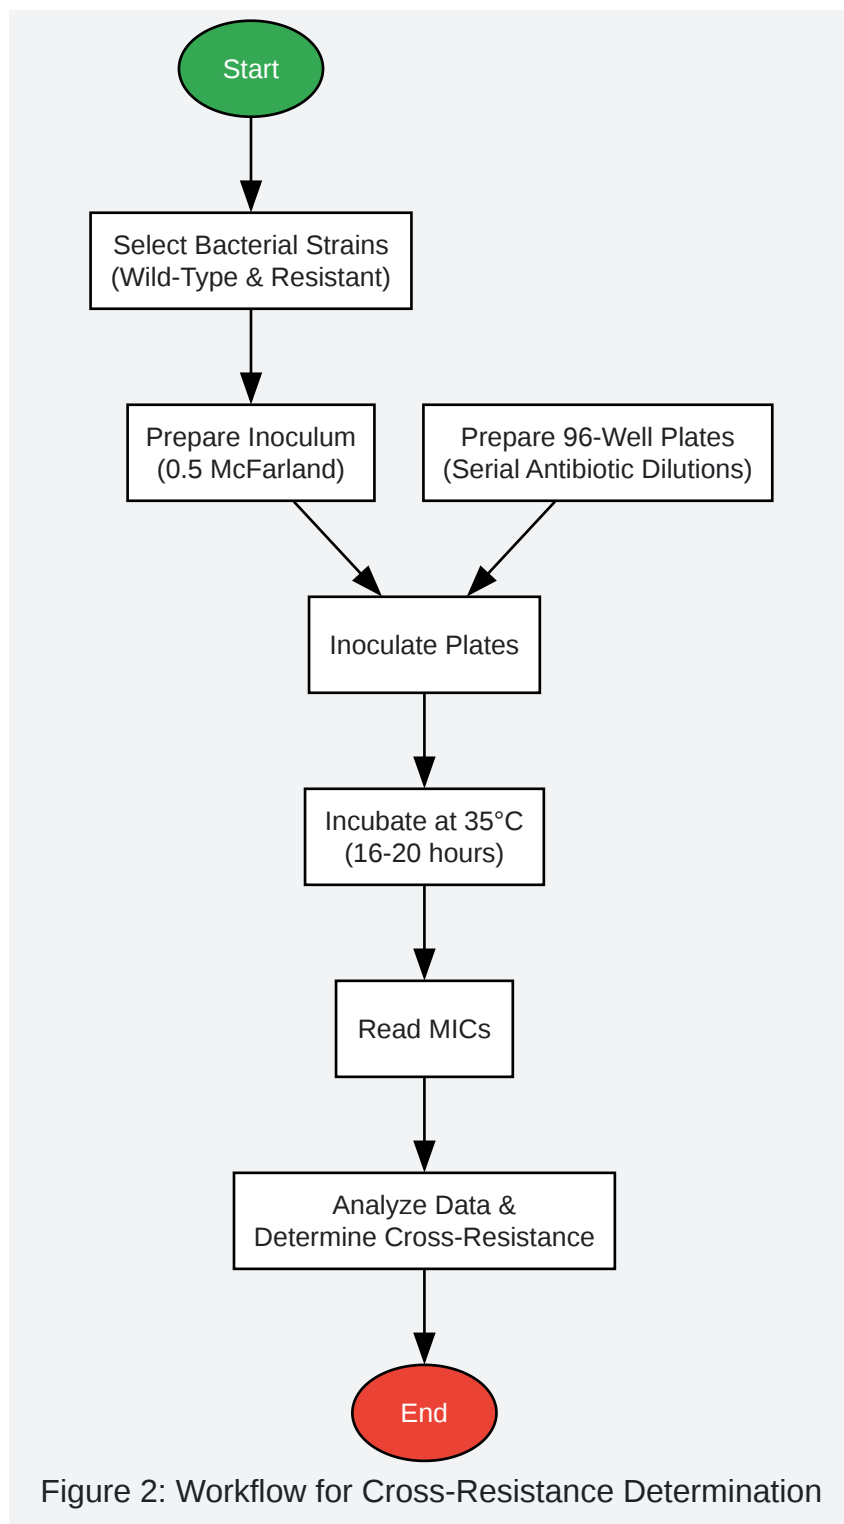 Start
Select Bacterial Strains
(Wild-Type & Resistant)
Prepare Inoculum
(0.5 McFarland)
Prepare 96-Well Plates
(Serial Antibiotic Dilutions)
Inoculate Plates
Incubate at 35°C
(16-20 hours)
Read MICs
Analyze Data &
Determine Cross-Resistance
End
Figure 2: Workflow for Cross-Resistance Determination